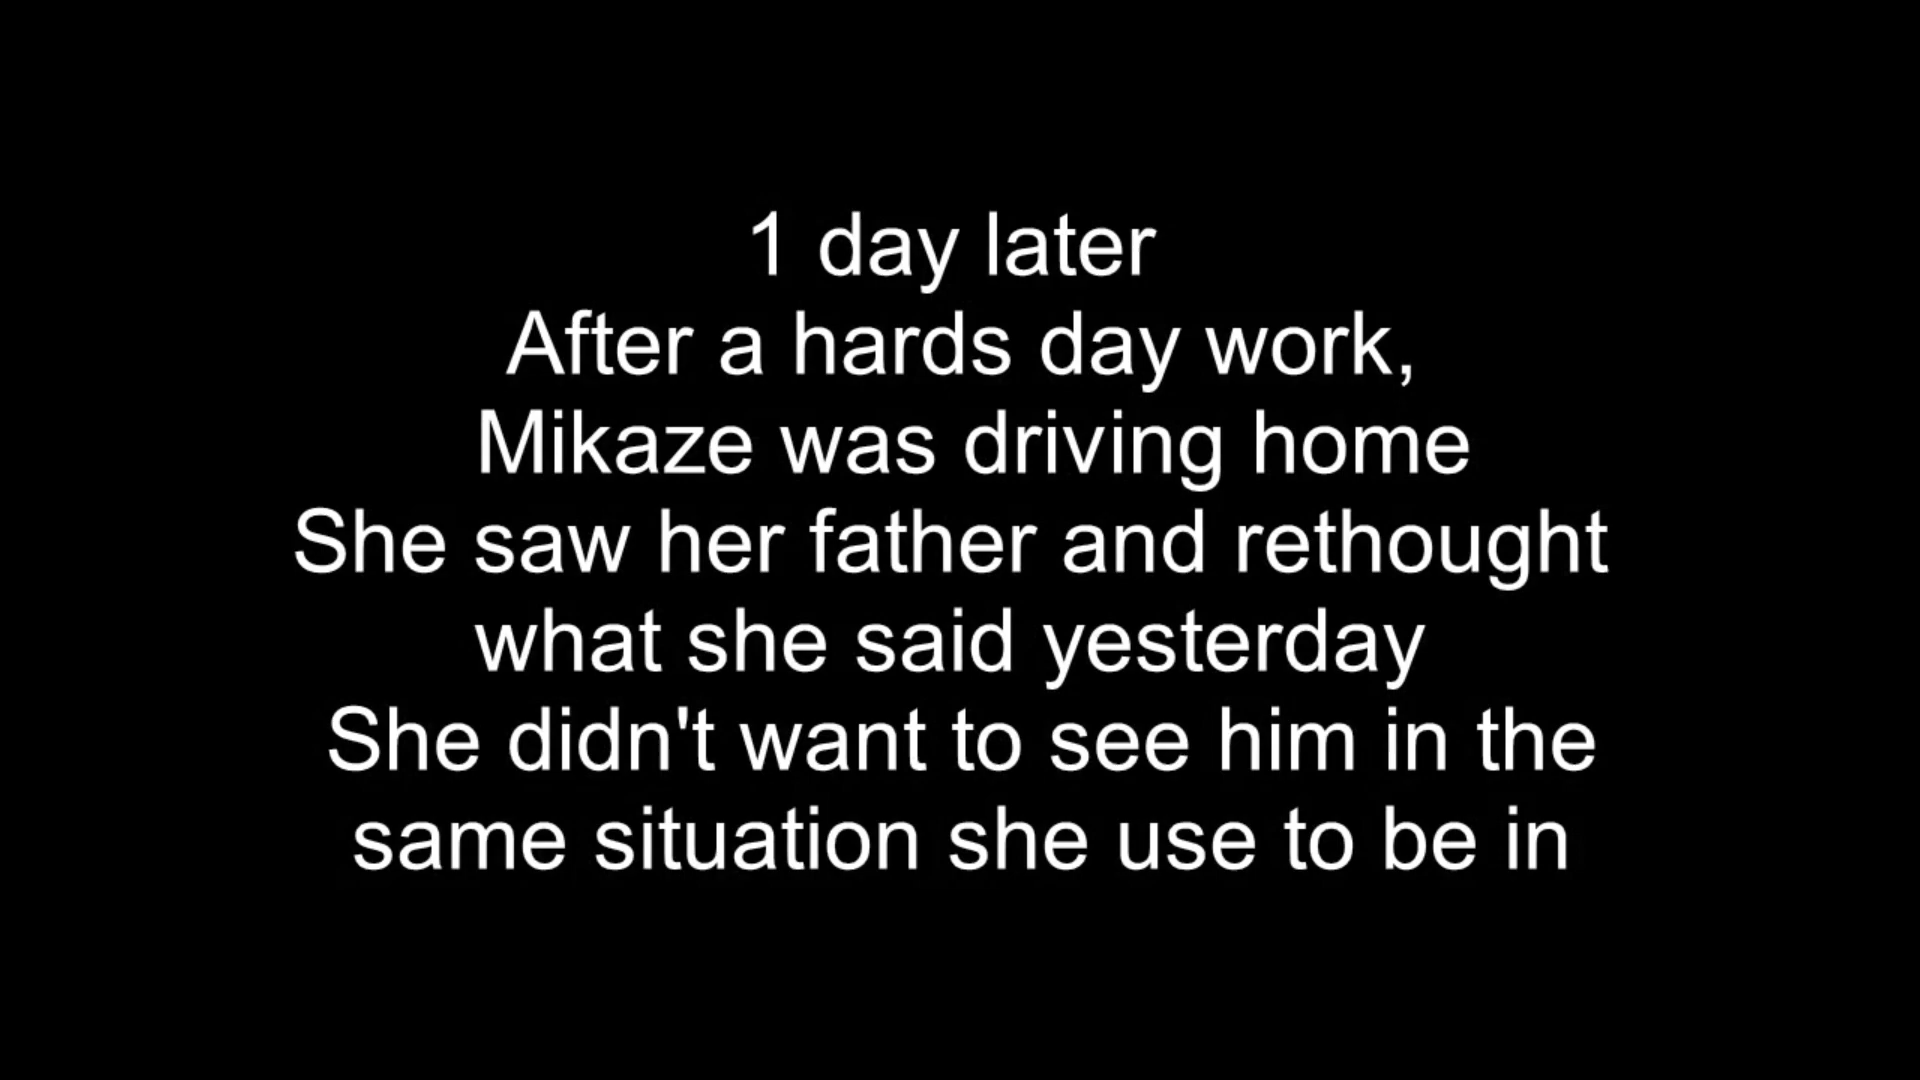 1 day later
After a hards day work,
Mikaze was driving home
She saw her father and rethought
what she said yesterday
She didn't want to see him in the
same situation she use to be in